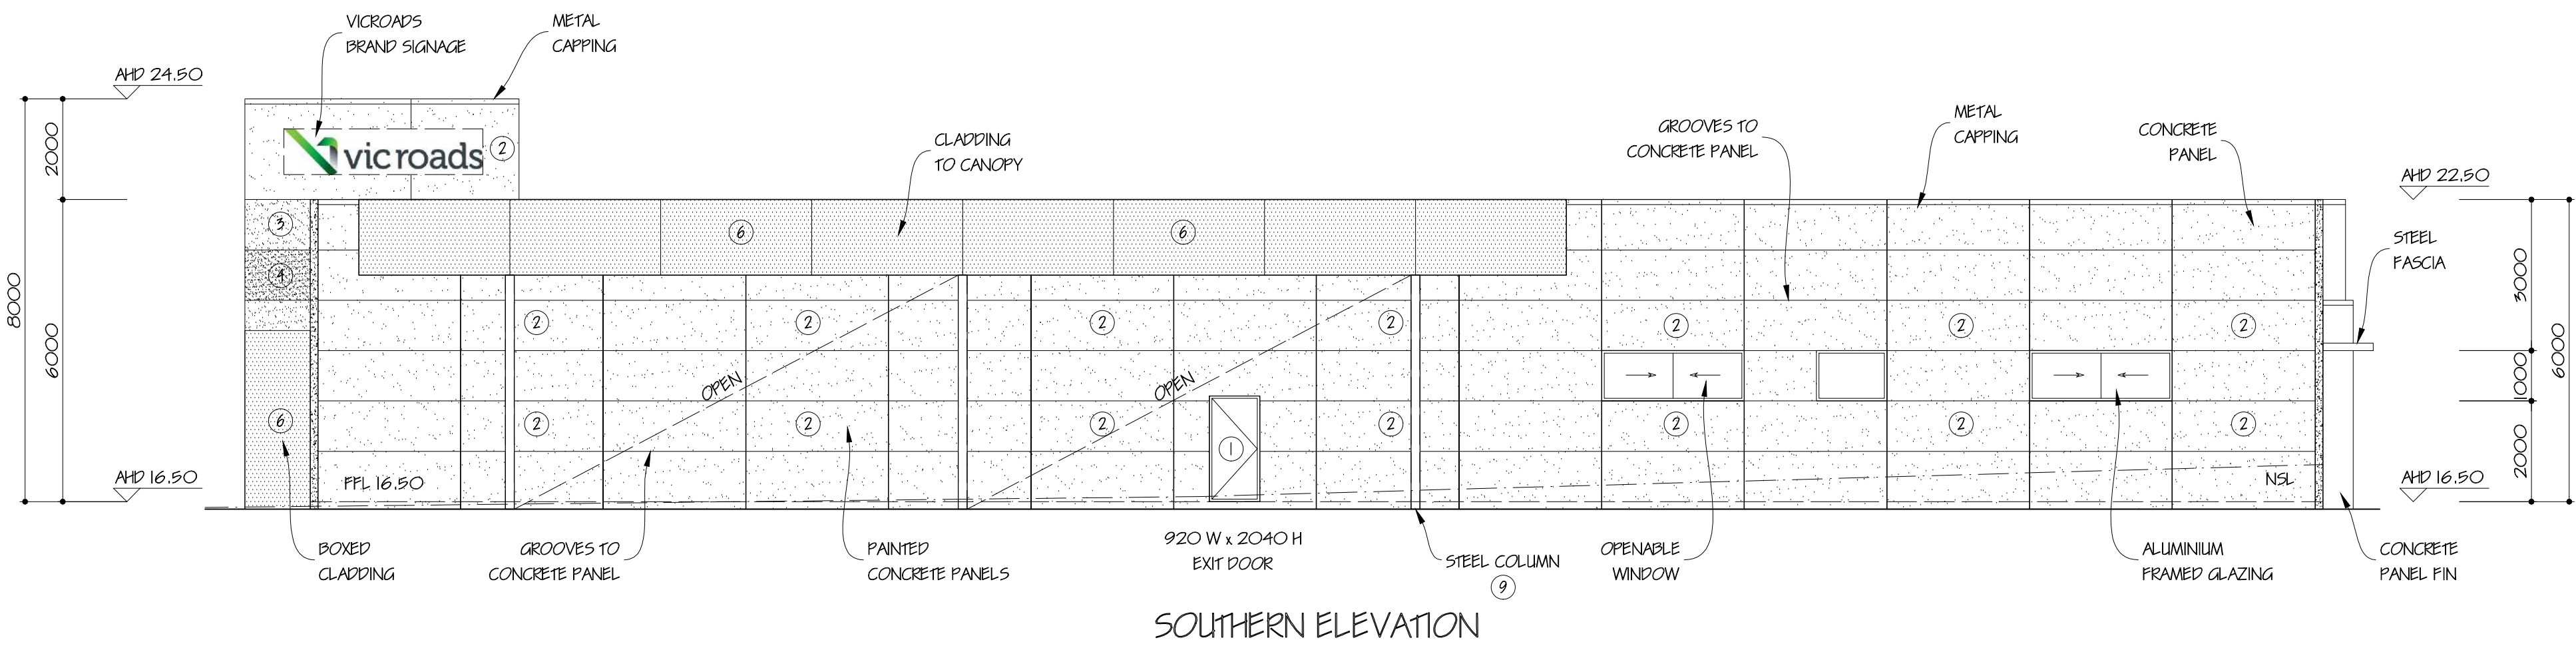 VICROADS
BRAND SIGNAGE
METAL
CAPPING
AHD 24.50
2000
vic roads
2
CLADDING
TO CANOPY
GROOVES TO
CONCRETE PANEL
METAL
CAPPING
CONCRETE
PANEL
AHD 22.50
3
6
6
4
STEEL
FASCIA
8000
6000
3000
6000
2
2
2
2
2
2
2
OPEN
OPEN
1000
6
2
2
2
2
2
2
2
1
2000
AHD 16.50
FFL 16.50
NSL
AHD 16.50
BOXED
CLADDING
GROOVES TO
CONCRETE PANEL
PAINTED
CONCRETE PANELS
920 W x 2040 H
EXIT DOOR
STEEL COLUMN
9
OPENABLE
WINDOW
ALUMINIUM
FRAMED GLAZING
CONCRETE
PANEL FIN
SOUTHERN ELEVATION